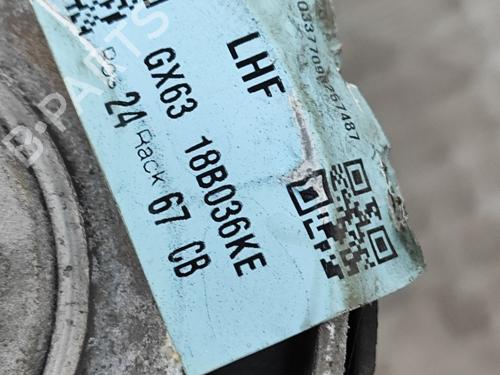 LHF
GX63 18B036KE
Pos 24 Rack 67 CB
B-PARTS